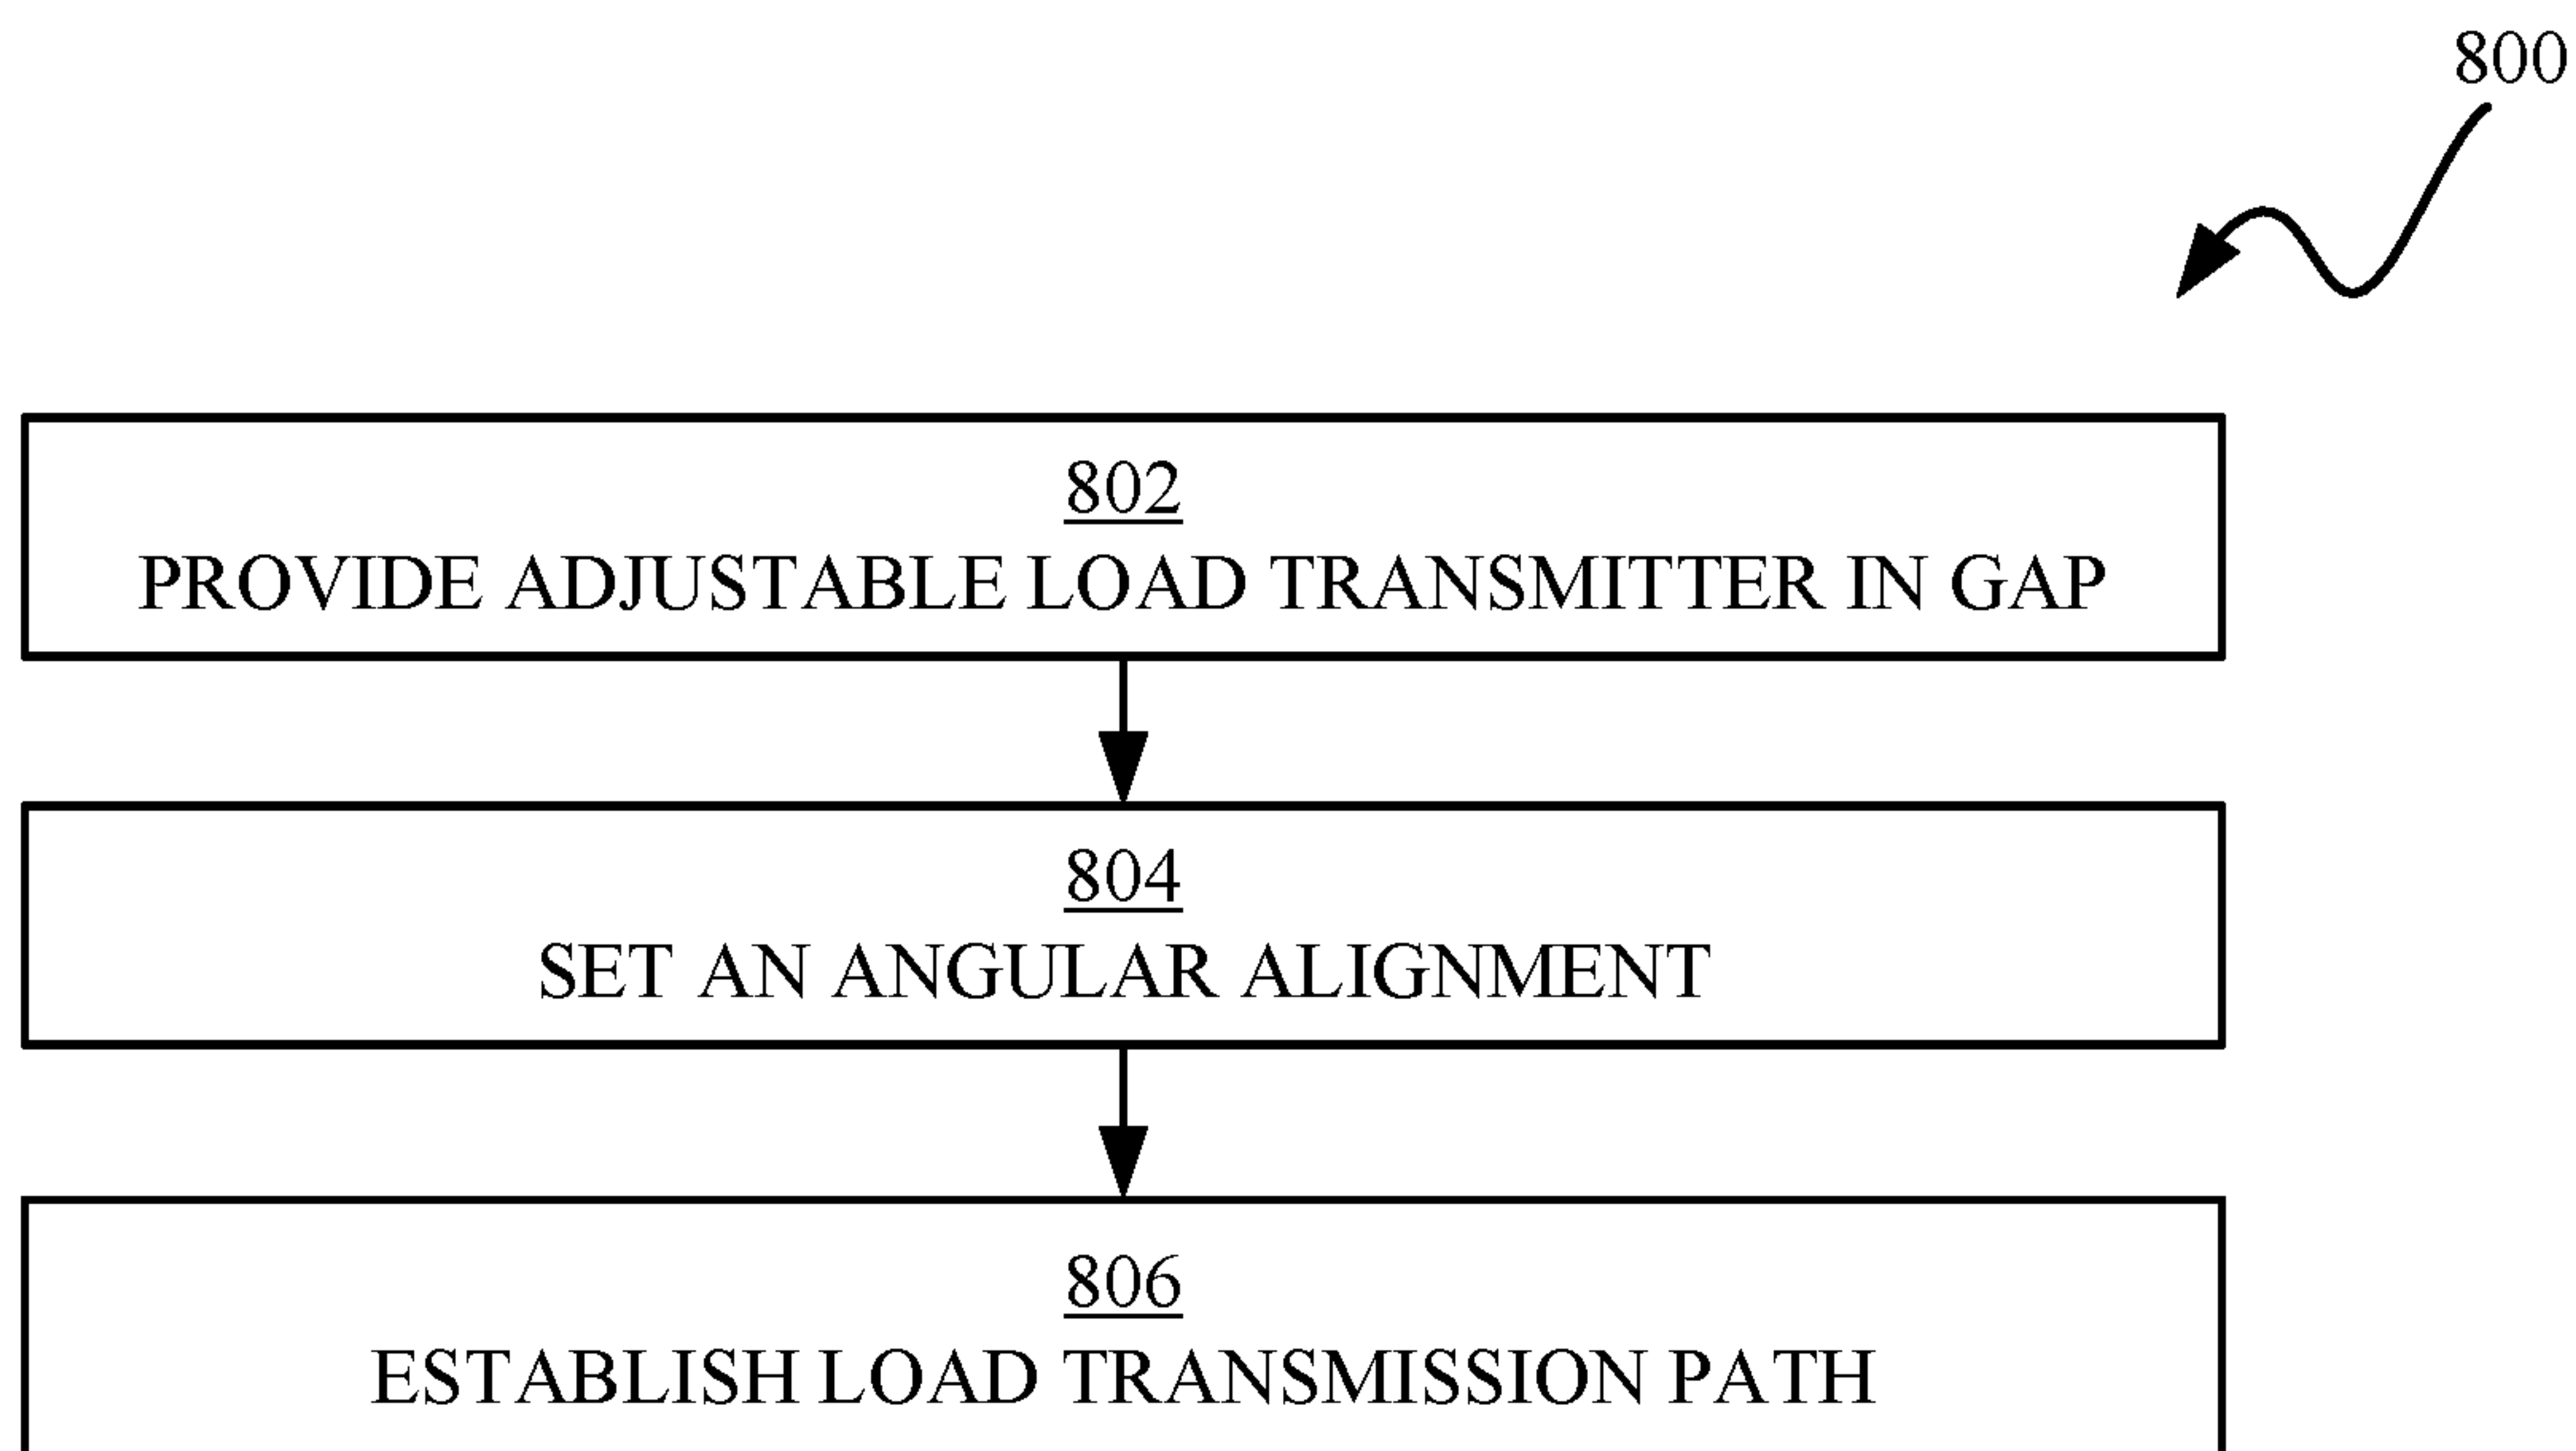 800
802
PROVIDE ADJUSTABLE LOAD TRANSMITTER IN GAP
804
SET AN ANGULAR ALIGNMENT
806
ESTABLISH LOAD TRANSMISSION PATH